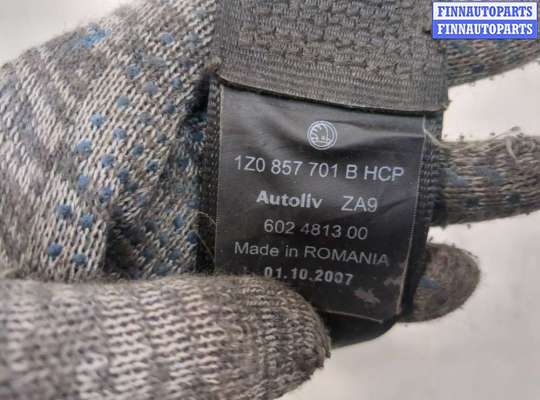 FINNAUTOPARTS
FINNAUTOPARTS
1Z0 857 701 B HCP
Autoliv ZA9
602 4813 00
Made in ROMANIA
01.10.2007